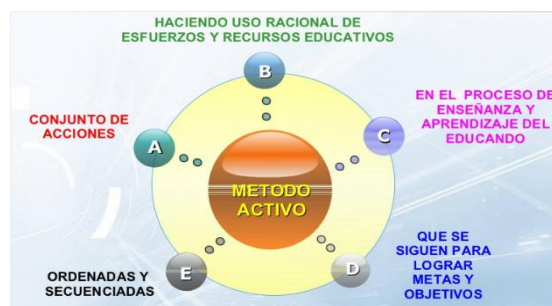 HACIENDO USO RACIONAL DE
ESFUERZOS Y RECURSOS EDUCATIVOS
B
EN EL PROCESO DE
ENSEÑANZA Y
APRENDIZAJE DEL
EDUCANDO
C
CONJUNTO DE
ACCIONES
A
METODO
ACTIVO
QUE SE
SIGUEN PARA
LOGRAR
METAS Y
OBJETIVOS
D
ORDENADAS Y
SECUENCIADAS
E